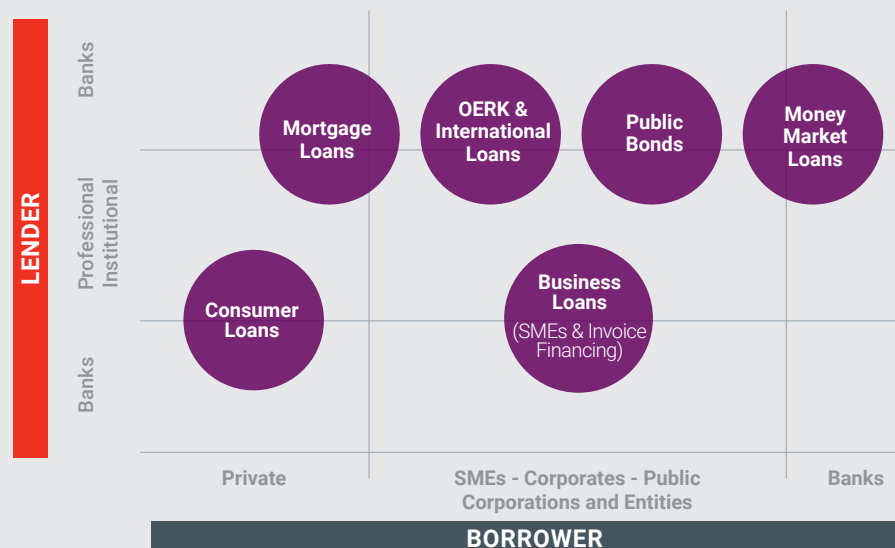 LENDER
Banks
Professional
Institutional
Banks
Mortgage
Loans
OERK &
International
Loans
Public
Bonds
Money
Market
Loans
Consumer
Loans
Business
Loans
(SMEs & Invoice
Financing)
Private
SMEs - Corporates - Public
Corporations and Entities
Banks
BORROWER